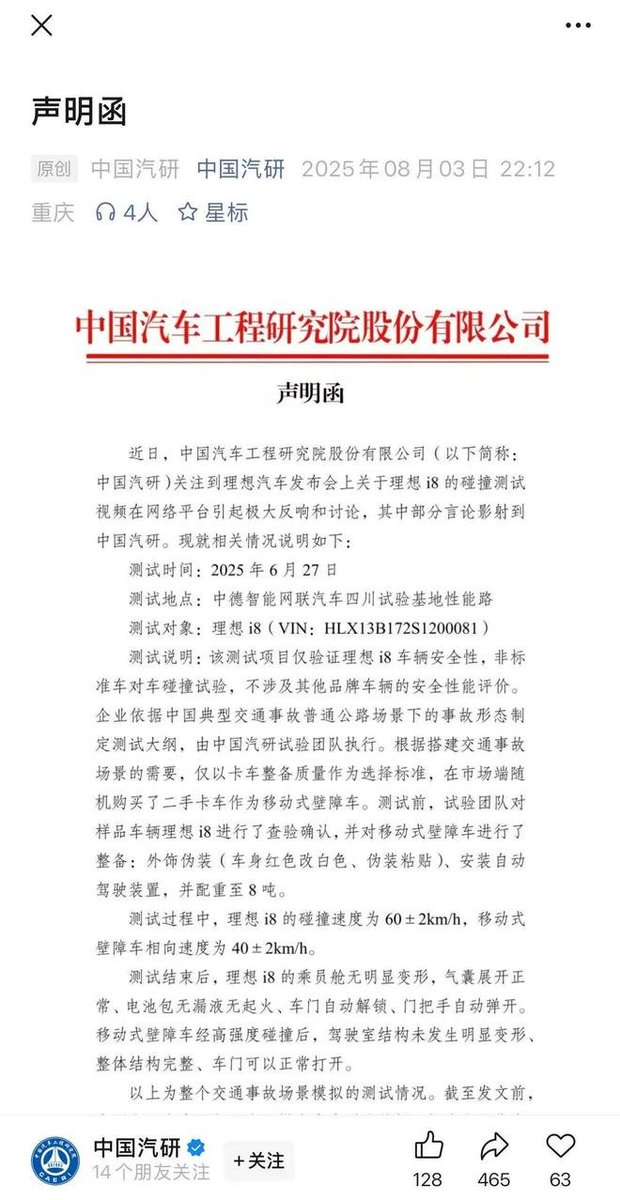 声明函
原创 中国汽研 中国汽研 2025年08月03日 22:12
重庆 4人 星标
中国汽车工程研究院股份有限公司
声明函
近日，中国汽车工程研究院股份有限公司（以下简称：
中国汽研）关注到理想汽车发布会上关于理想 i8 的碰撞测试
视频在网络平台引起极大反响和讨论，其中部分言论影射到
中国汽研。现就相关情况说明如下：
测试时间：2025 年 6 月 27 日
测试地点：中德智能网联汽车四川试验基地性能路
测试对象：理想 i8（VIN：HLX13B172S1200081）
测试说明：该测试项目仅验证理想 i8 车辆安全性，非标
准车对车碰撞试验，不涉及其他品牌车辆的安全性能评价。
企业依据中国典型交通事故普通公路场景下的事故形态制
定测试大纲，由中国汽研试验团队执行。根据搭建交通事故
场景的需要，仅以卡车整备质量作为选择标准，在市场端随
机购买了二手卡车作为移动式壁障车。测试前，试验团队对
样品车辆理想 i8 进行了查验确认，并对移动式壁障车进行了
整备：外饰伪装（车身红色改白色、伪装粘贴）、安装自动
驾驶装置，并配重至 8 吨。
测试过程中，理想 i8 的碰撞速度为 60±2km/h，移动式
壁障车相向速度为 40±2km/h。
测试结束后，理想 i8 的乘员舱无明显变形，气囊展开正
常、电池包无漏液无起火、车门自动解锁、门把手自动弹开。
移动式壁障车经高强度碰撞后，驾驶室结构未发生明显变形、
整体结构完整、车门可以正常打开。
以上为整个交通事故场景模拟的测试情况。截至发文前，
中国汽研
14个朋友关注
+关注
128 465 63